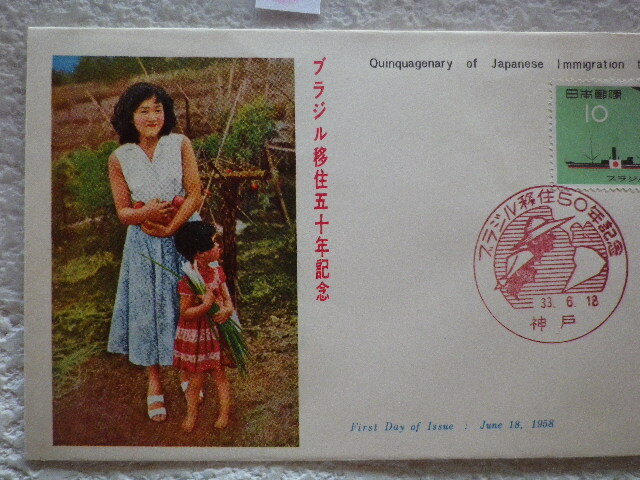 Quinquagenary of Japanese Immigration
ブラジル移住五十年記念
日本郵便
10
ブラジル移住50年記念
33.6.18
神戸
First Day of Issue : June 18, 1958